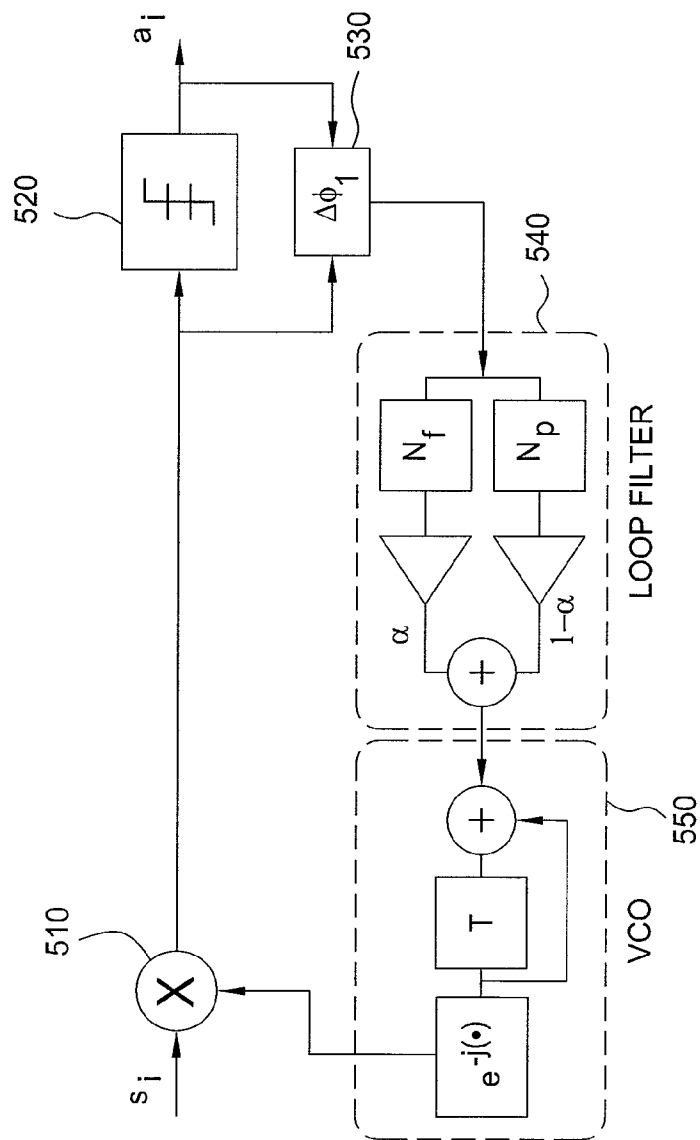 s_i
510
520
a_i
530
Δϕ_1
540
N_f
N_p
α
1−α
+
LOOP FILTER
+
T
e^-j(•)
550
VCO
X